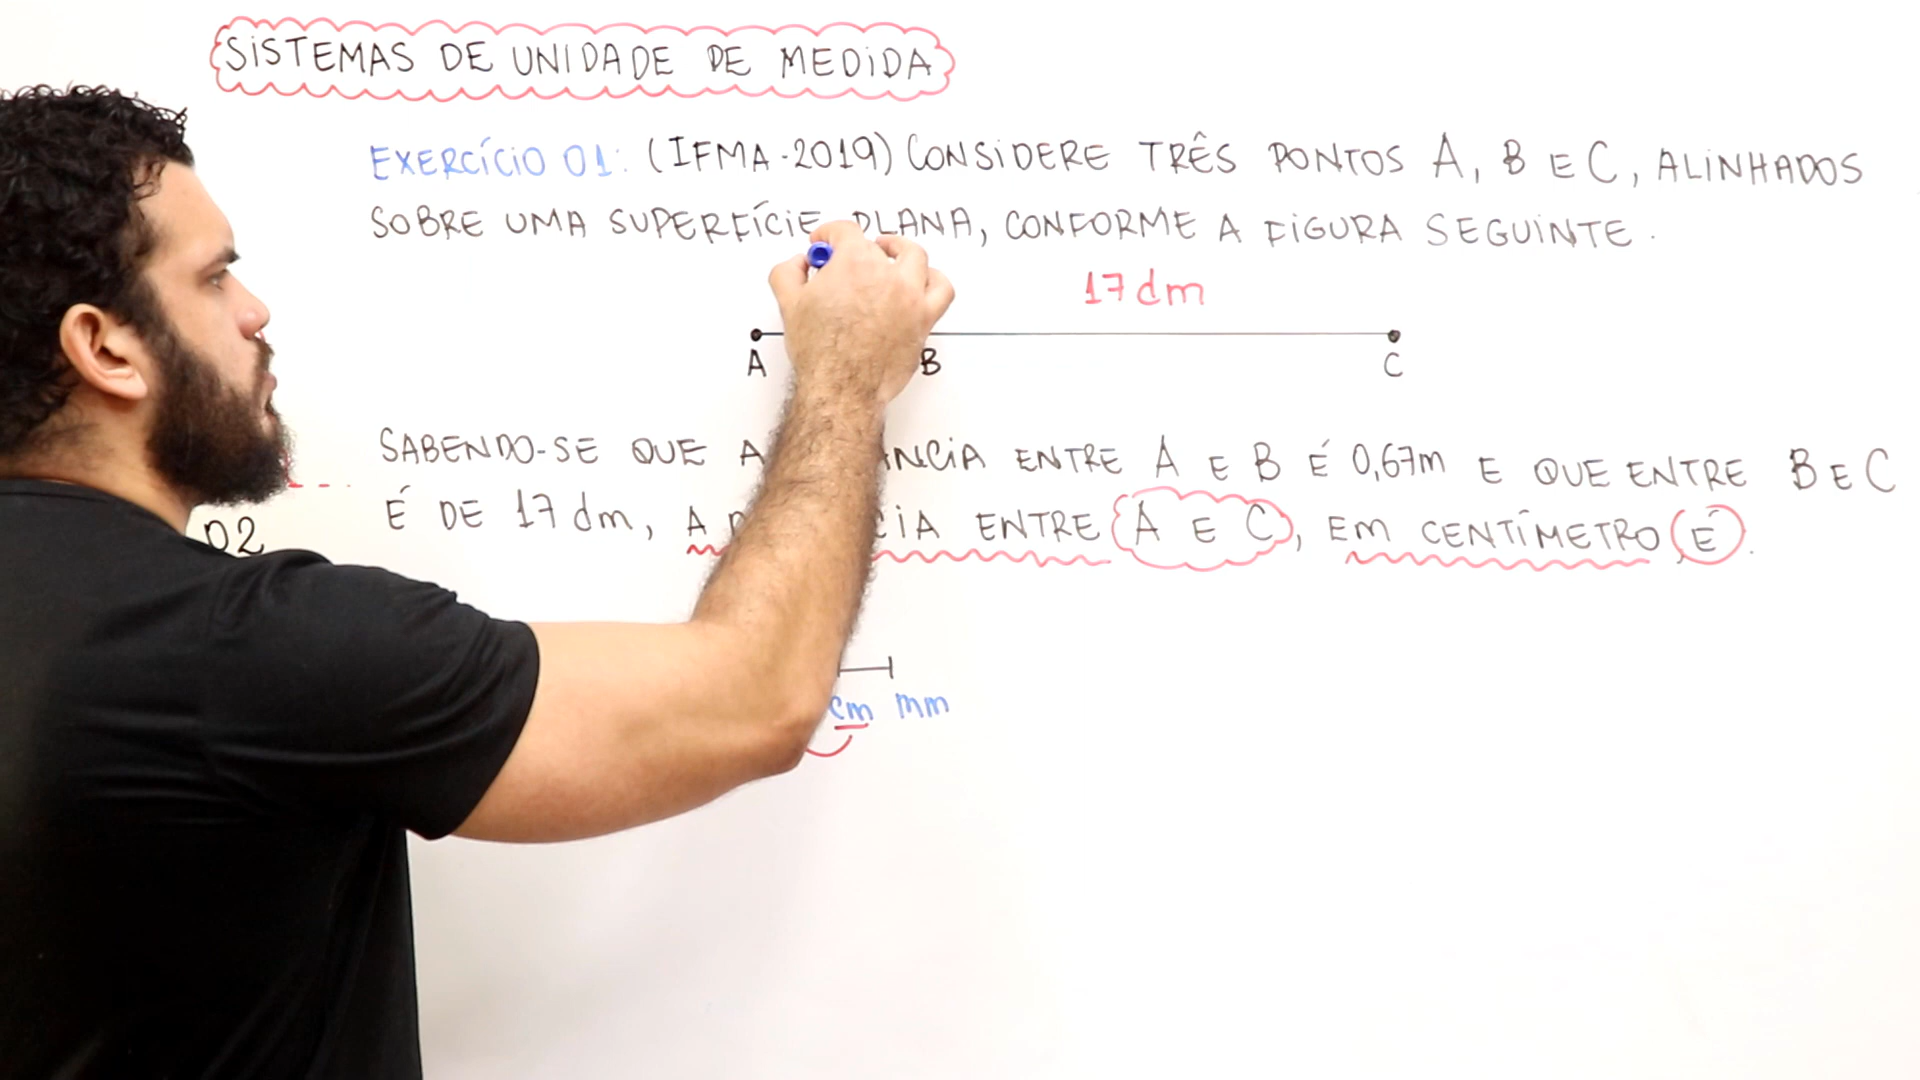 SISTEMAS DE UNIDADE DE MEDIDA
EXERCÍCIO 01: (IFMA-2019) CONSIDERE TRÊS PONTOS A, B E C, ALINHADOS
SOBRE UMA SUPERFÍCIE PLANA, CONFORME A FIGURA SEGUINTE.
17 dm
A B C
SABENDO-SE QUE A ÂNCIA ENTRE A E B É 0,67m E QUE ENTRE B E C
É DE 17 dm, A CIA ENTRE A E C, EM CENTÍMETRO É.
02
cm mm